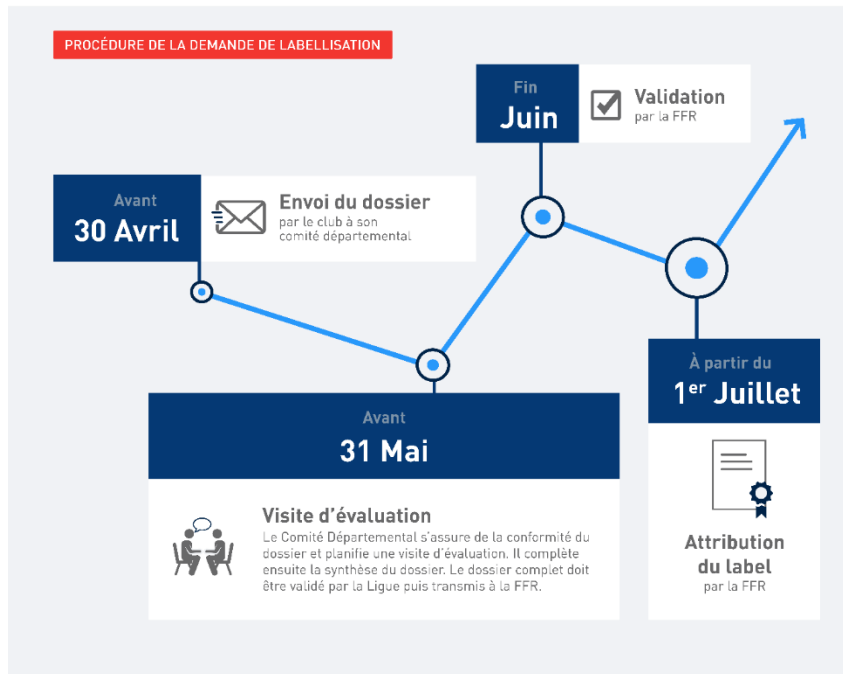 PROCÉDURE DE LA DEMANDE DE LABELLISATION
Avant
30 Avril
Envoi du dossier
par le club à son
comité départemental
Avant
31 Mai
Visite d'évaluation
Le Comité Départemental s'assure de la conformité du
dossier et planifie une visite d'évaluation. Il complète
ensuite la synthèse du dossier. Le dossier complet doit
être validé par la Ligue puis transmis à la FFR.
Fin
Juin
Validation
par la FFR
À partir du
1er Juillet
Attribution
du label
par la FFR